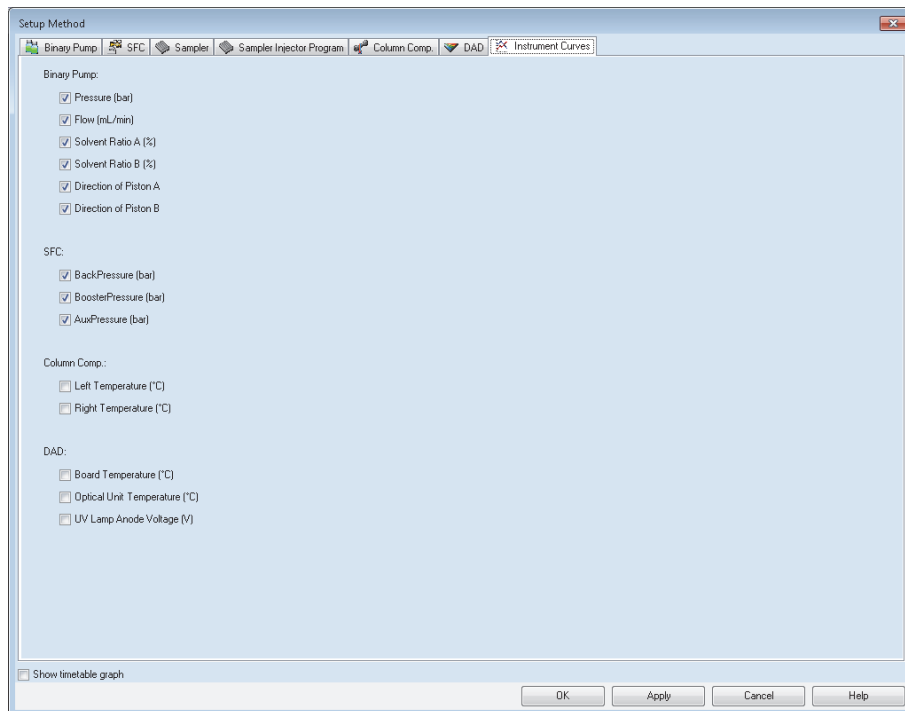 Setup Method
Binary Pump SFC Sampler Sampler Injector Program Column Comp. DAD Instrument Curves
Binary Pump:
Pressure (bar)
Flow (mL/min)
Solvent Ratio A (%)
Solvent Ratio B (%)
Direction of Piston A
Direction of Piston B
SFC:
BackPressure (bar)
BoosterPressure (bar)
AuxPressure (bar)
Column Comp.:
Left Temperature (°C)
Right Temperature (°C)
DAD:
Board Temperature (°C)
Optical Unit Temperature (°C)
UV Lamp Anode Voltage (V)
Show timetable graph
OK Apply Cancel Help